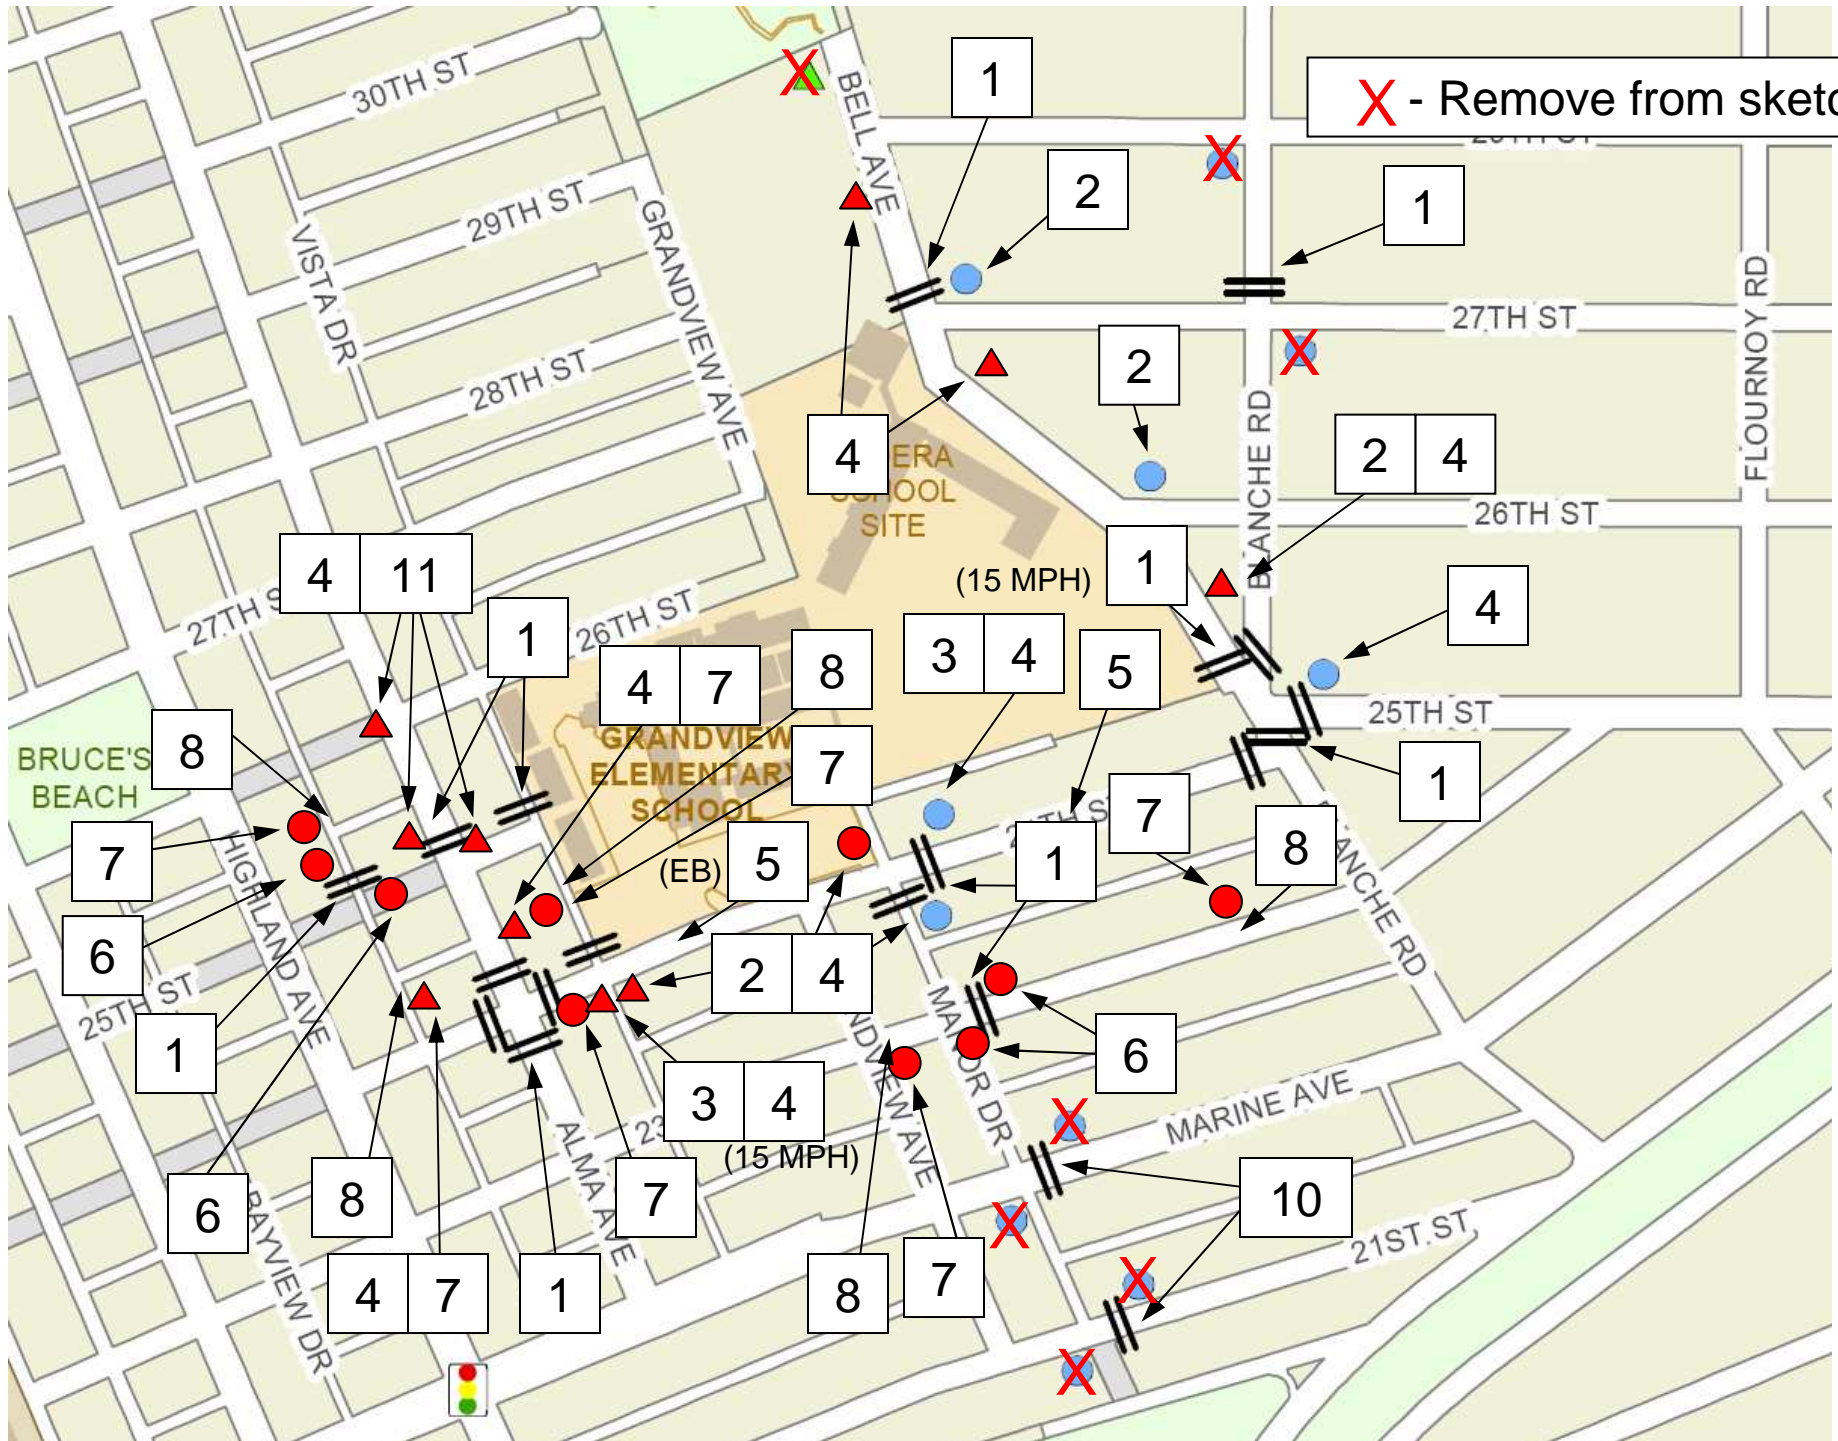 30TH ST
BELL AVE
1
X - Remove from sketc
X
X
2
1
29TH ST
VISTA DR
GRANDVIEW AVE
27TH ST
FLOURNOY RD
X
2
28TH ST
BLANCHE RD
4
ERA
SCHOOL
SITE
2 4
26TH ST
4 11
27TH S
1
26TH ST
(15 MPH)
1
4
3 4
5
4 7
8
25TH ST
BRUCE'S
BEACH
8
GRANDVIEW
ELEMENTARY
SCHOOL
7
1
7
7
HIGHLAND AVE
(EB)
5
1
8
BLANCHE RD
6
2 4
25TH ST
1
MANOR DR
NDVIEW AVE
6
3 4
(15 MPH)
23
ALMA AVE
MARINE AVE
X
6
8
7
10
X
BAYVIEW DR
21ST ST
4 7
1
8
7
X
X